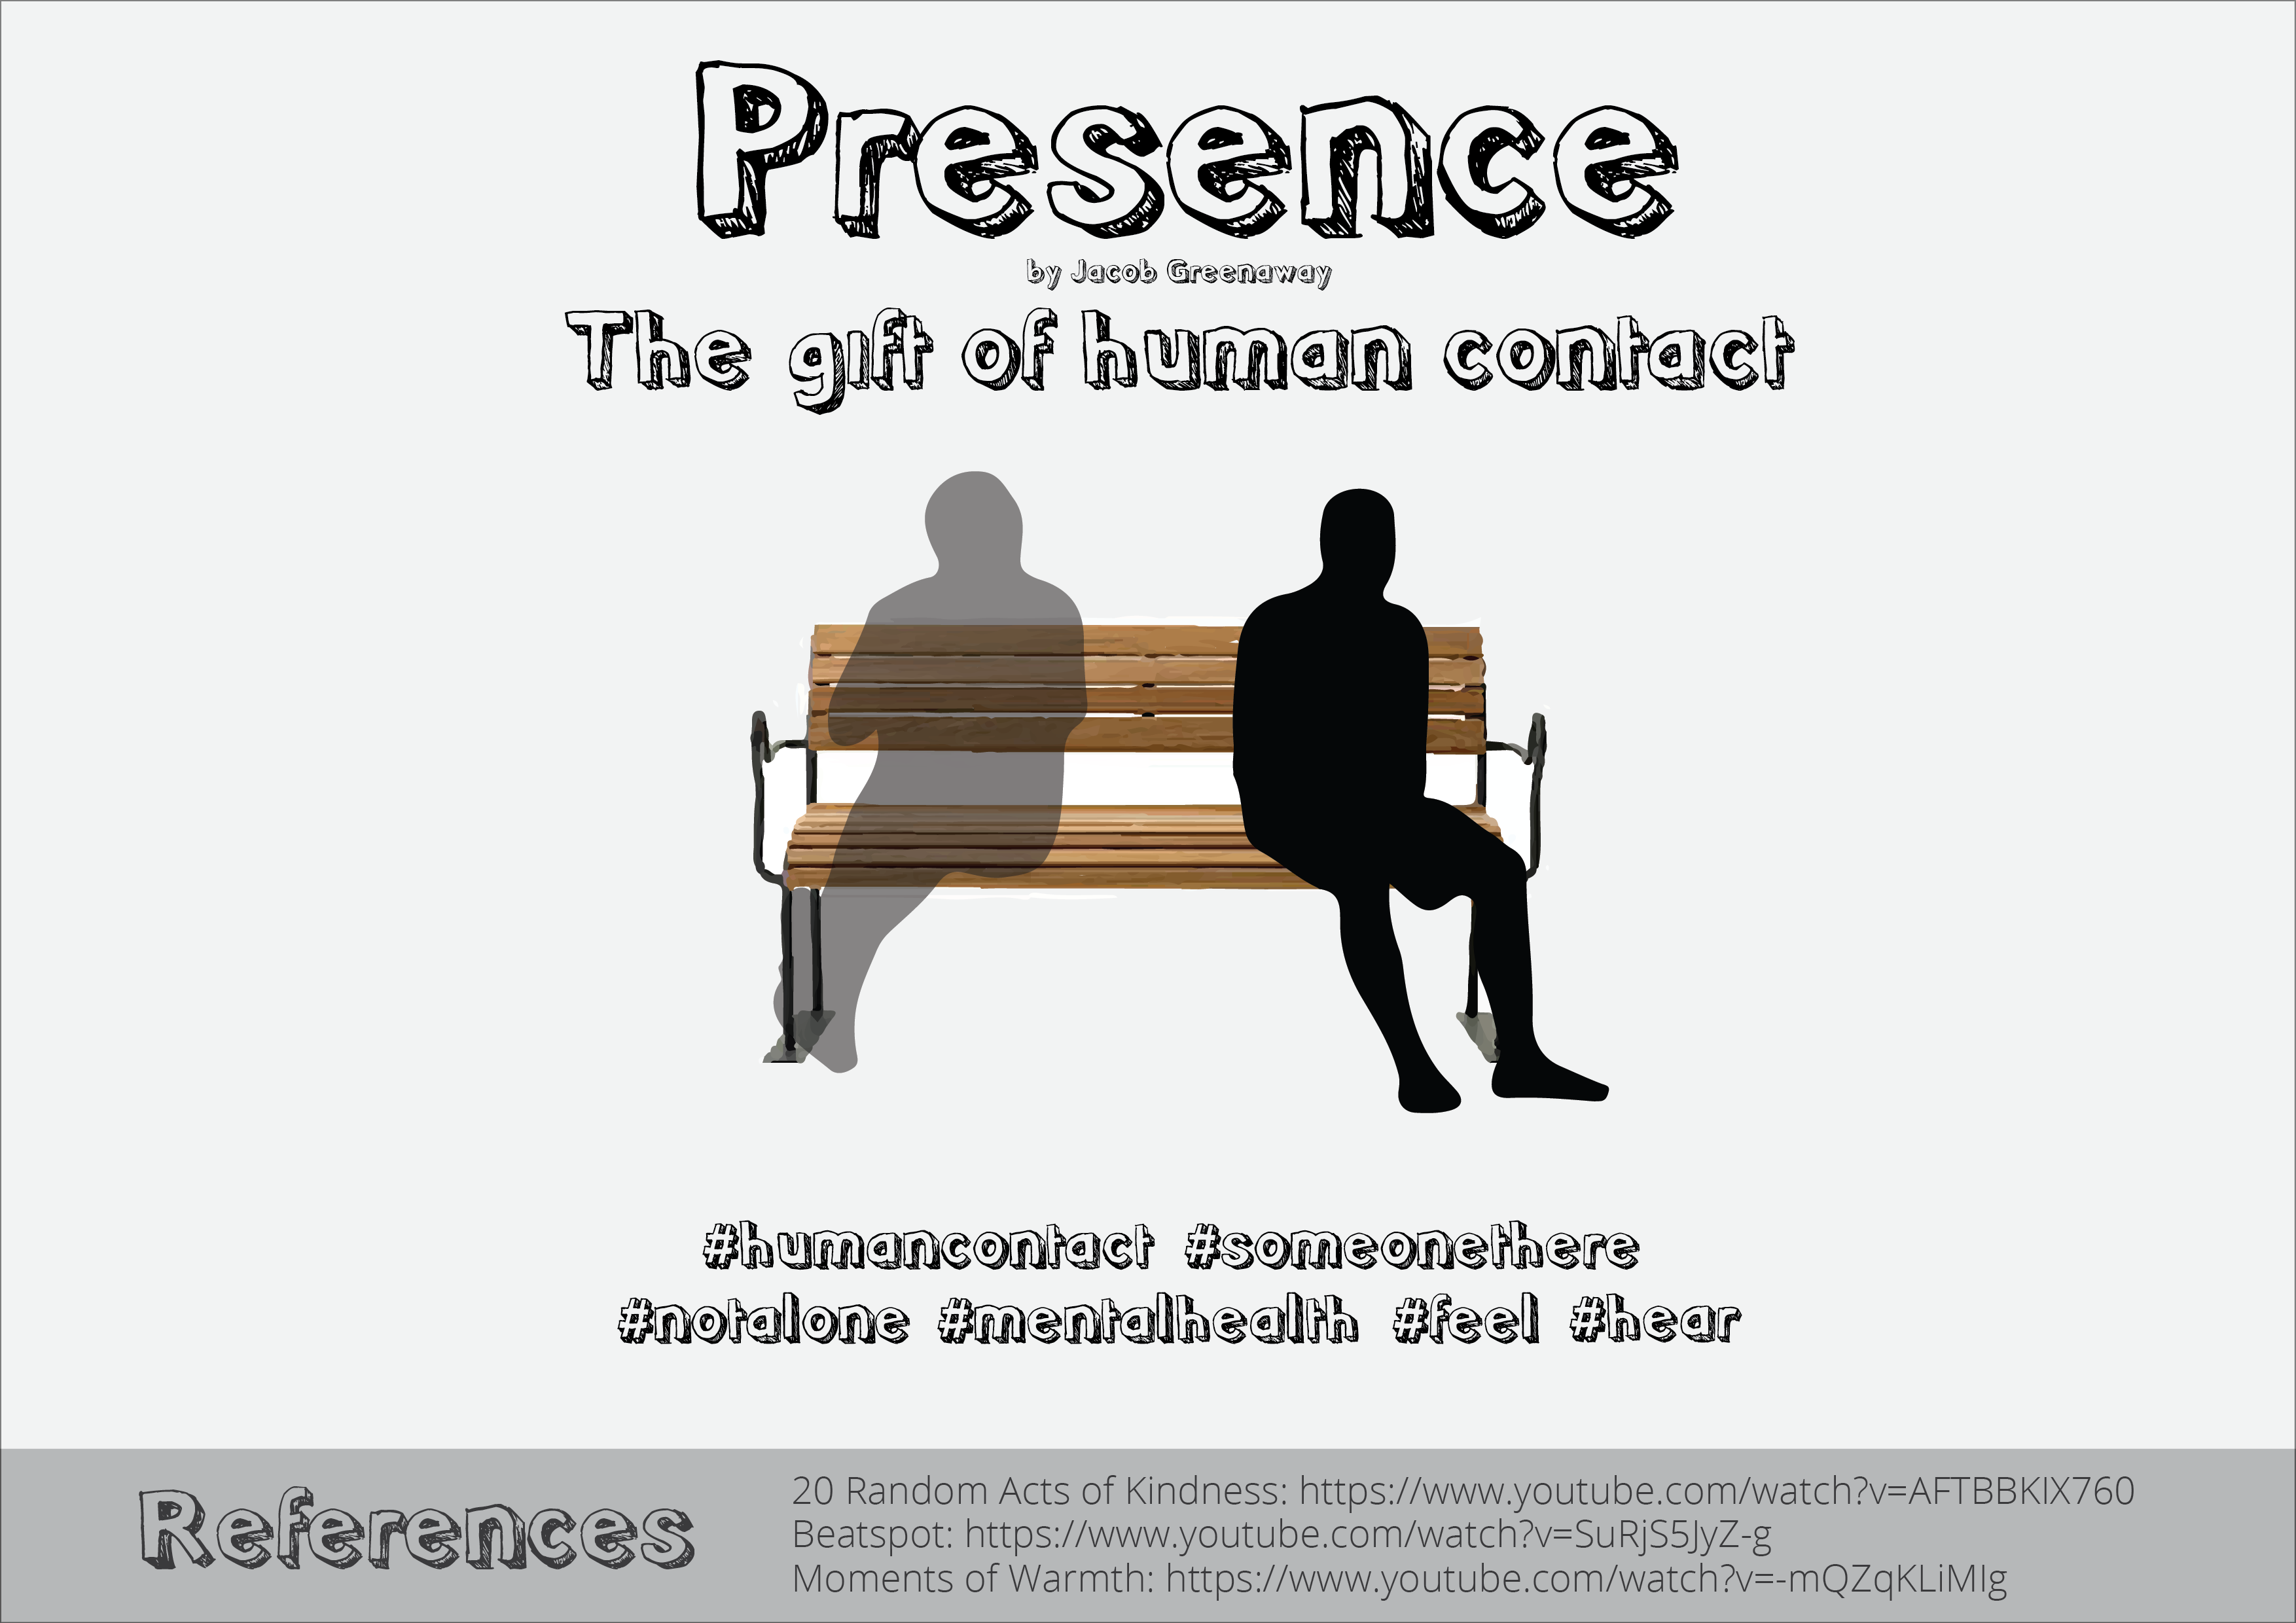 Presence
by Jacob Greenaway
The gift of human contact
#humancontact #someonethere
#notalone #mentalhealth #feel #hear
References
20 Random Acts of Kindness: https://www.youtube.com/watch?v=AFTBBKIX760
Beatspot: https://www.youtube.com/watch?v=SuRjS5JyZ-g
Moments of Warmth: https://www.youtube.com/watch?v=-mQZqKLiMIg